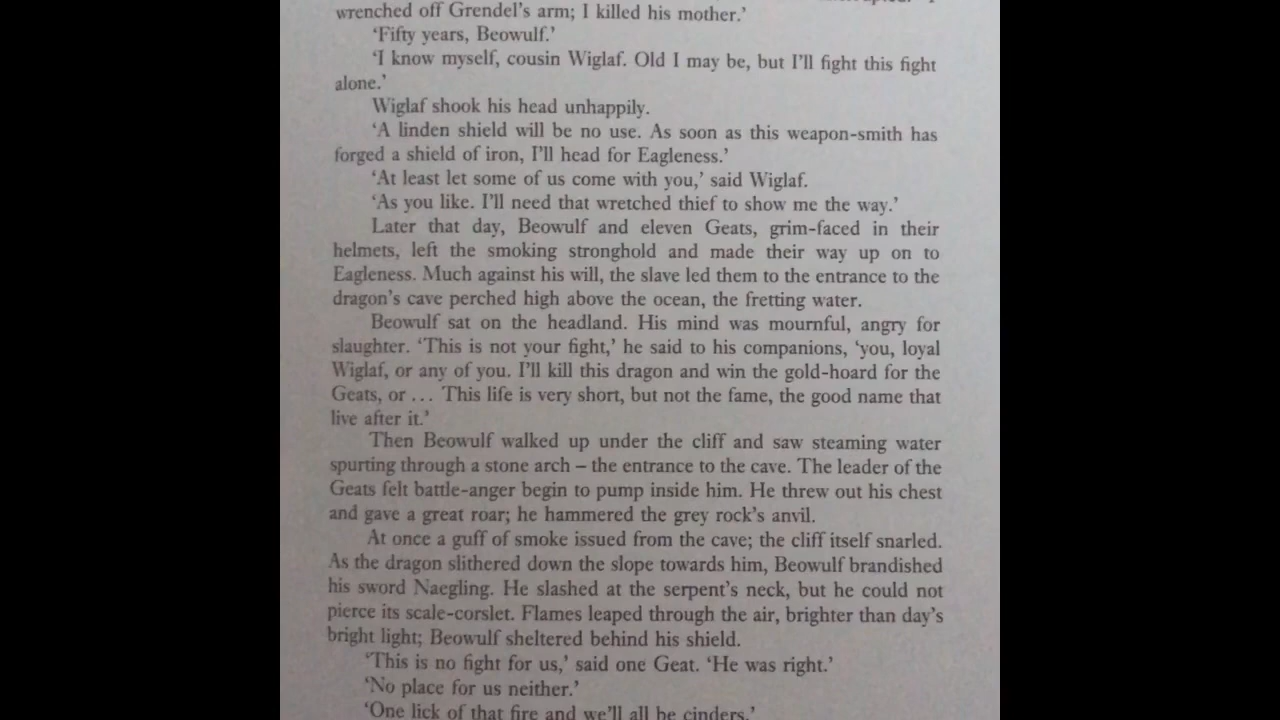 wrenched off Grendel's arm; I killed his mother.'
'Fifty years, Beowulf.'
'I know myself, cousin Wiglaf. Old I may be, but I'll fight this fight
alone.'
Wiglaf shook his head unhappily.
'A linden shield will be no use. As soon as this weapon-smith has
forged a shield of iron, I'll head for Eagleness.'
'At least let some of us come with you,' said Wiglaf.
'As you like. I'll need that wretched thief to show me the way.'
Later that day, Beowulf and eleven Geats, grim-faced in their
helmets, left the smoking stronghold and made their way up on to
Eagleness. Much against his will, the slave led them to the entrance to the
dragon's cave perched high above the ocean, the fretting water.
Beowulf sat on the headland. His mind was mournful, angry for
slaughter. 'This is not your fight,' he said to his companions, 'you, loyal
Wiglaf, or any of you. I'll kill this dragon and win the gold-hoard for the
Geats, or ... This life is very short, but not the fame, the good name that
live after it.'
Then Beowulf walked up under the cliff and saw steaming water
spurting through a stone arch – the entrance to the cave. The leader of the
Geats felt battle-anger begin to pump inside him. He threw out his chest
and gave a great roar; he hammered the grey rock's anvil.
At once a guff of smoke issued from the cave; the cliff itself snarled.
As the dragon slithered down the slope towards him, Beowulf brandished
his sword Naegling. He slashed at the serpent's neck, but he could not
pierce its scale-corslet. Flames leaped through the air, brighter than day's
bright light; Beowulf sheltered behind his shield.
'This is no fight for us,' said one Geat. 'He was right.'
'No place for us neither.'
'One lick of that fire and we'll all be cinders.'